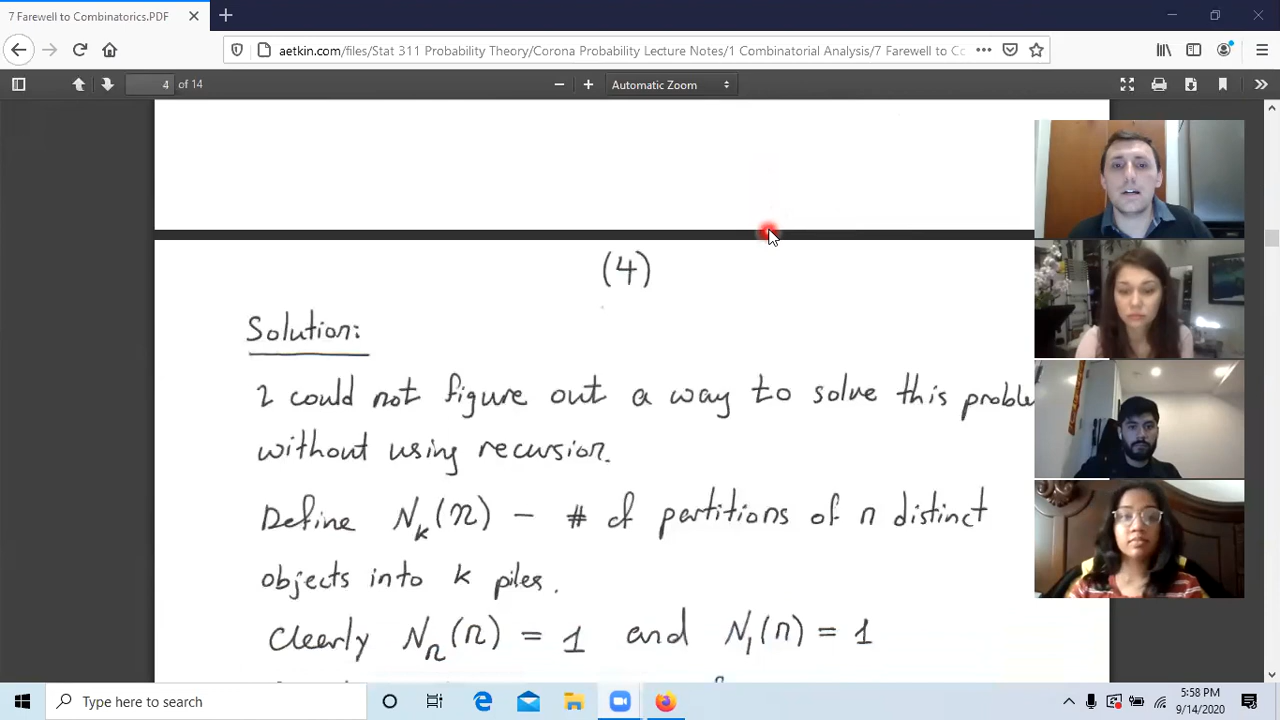 7 Farewell to Combinatorics.PDF
aetkin.com/files/Stat 311 Probability Theory/Corona Probability Lecture Notes/1 Combinatorial Analysis/7 Farewell to Co
4 of 14
Automatic Zoom
(4)
Solution:
I could not figure out a way to solve this proble
without using recursion.
Define Nₖ(n) – # of partitions of n distinct
objects into k piles.
Clearly Nₙ(n) = 1 and N₁(n) = 1
Type here to search
5:58 PM
9/14/2020